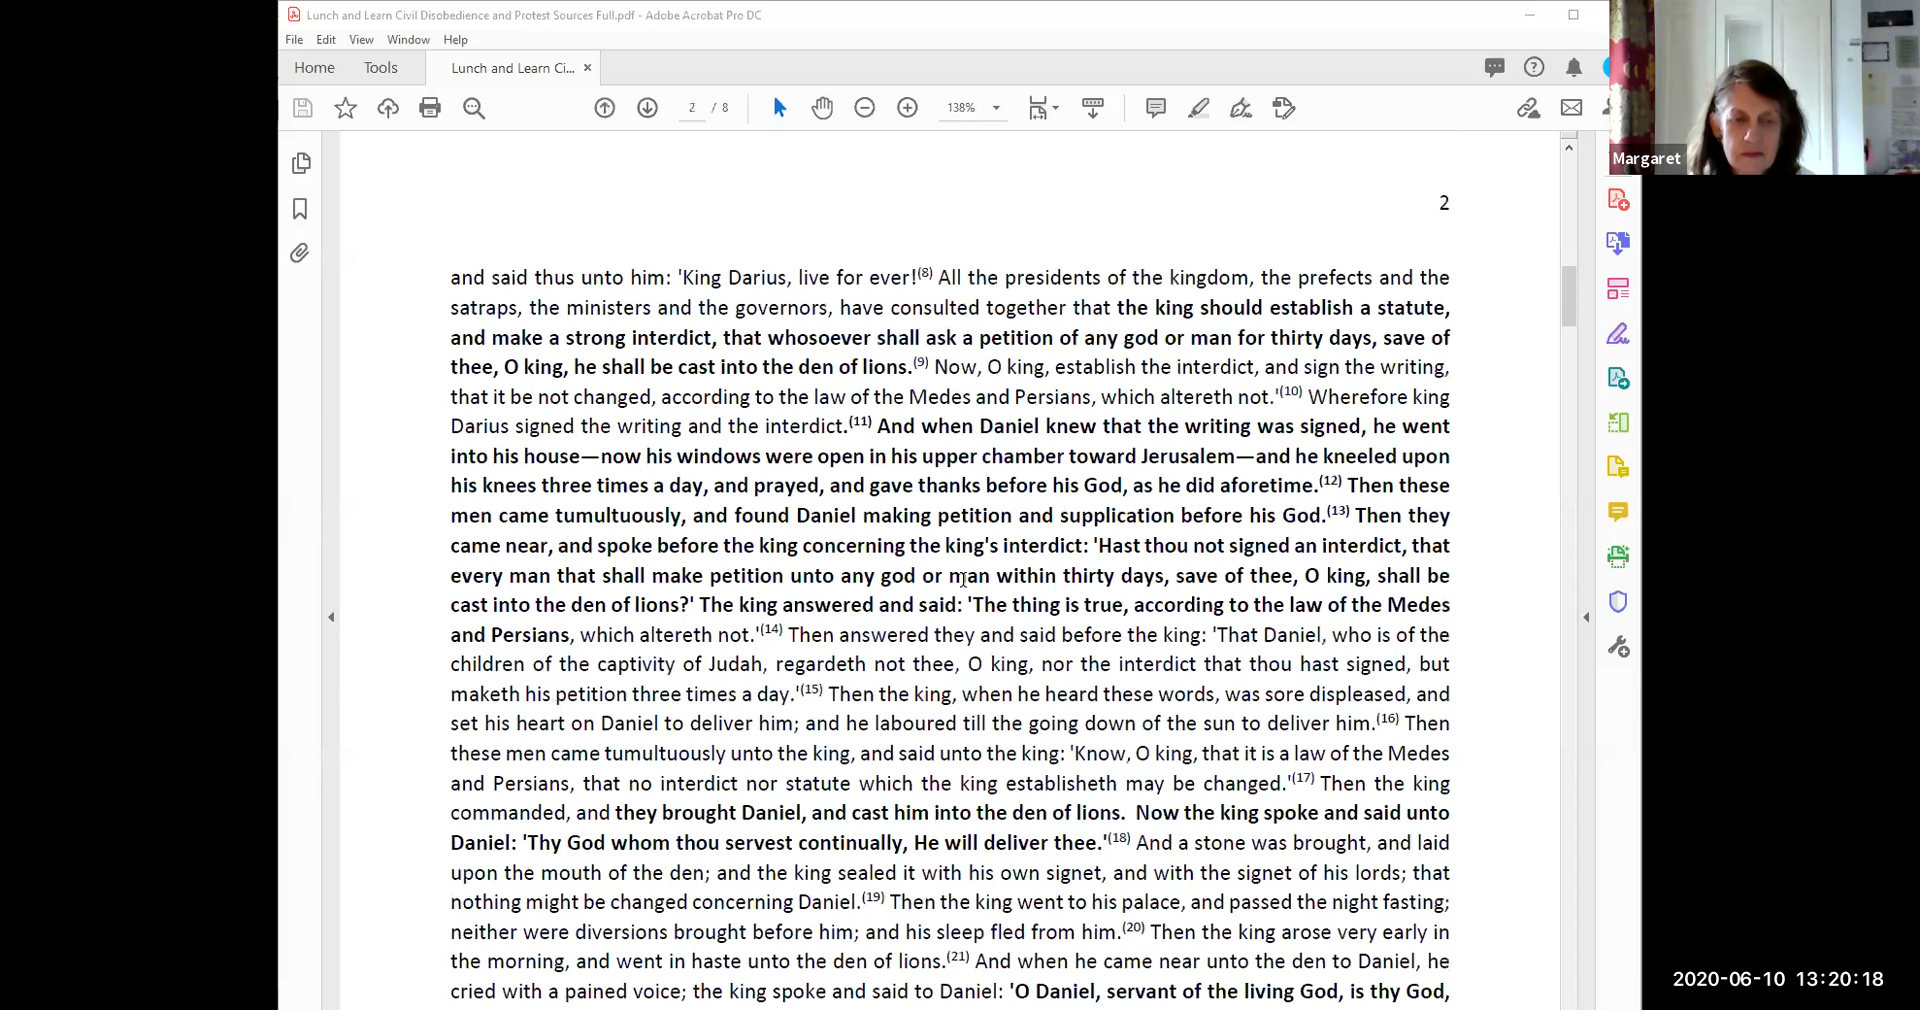 Lunch and Learn Civil Disobedience and Protest Sources Full.pdf - Adobe Acrobat Pro DC
File Edit View Window Help
Home Tools Lunch and Learn Ci... ×
2 / 8 138%
Margaret
2
and said thus unto him: 'King Darius, live for ever!(8) All the presidents of the kingdom, the prefects and the
satraps, the ministers and the governors, have consulted together that the king should establish a statute,
and make a strong interdict, that whosoever shall ask a petition of any god or man for thirty days, save of
thee, O king, he shall be cast into the den of lions.(9) Now, O king, establish the interdict, and sign the writing,
that it be not changed, according to the law of the Medes and Persians, which altereth not.'(10) Wherefore king
Darius signed the writing and the interdict.(11) And when Daniel knew that the writing was signed, he went
into his house—now his windows were open in his upper chamber toward Jerusalem—and he kneeled upon
his knees three times a day, and prayed, and gave thanks before his God, as he did aforetime.(12) Then these
men came tumultuously, and found Daniel making petition and supplication before his God.(13) Then they
came near, and spoke before the king concerning the king's interdict: 'Hast thou not signed an interdict, that
every man that shall make petition unto any god or man within thirty days, save of thee, O king, shall be
cast into the den of lions?' The king answered and said: 'The thing is true, according to the law of the Medes
and Persians, which altereth not.'(14) Then answered they and said before the king: 'That Daniel, who is of the
children of the captivity of Judah, regardeth not thee, O king, nor the interdict that thou hast signed, but
maketh his petition three times a day.'(15) Then the king, when he heard these words, was sore displeased, and
set his heart on Daniel to deliver him; and he laboured till the going down of the sun to deliver him.(16) Then
these men came tumultuously unto the king, and said unto the king: 'Know, O king, that it is a law of the Medes
and Persians, that no interdict nor statute which the king establisheth may be changed.'(17) Then the king
commanded, and they brought Daniel, and cast him into the den of lions. Now the king spoke and said unto
Daniel: 'Thy God whom thou servest continually, He will deliver thee.'(18) And a stone was brought, and laid
upon the mouth of the den; and the king sealed it with his own signet, and with the signet of his lords; that
nothing might be changed concerning Daniel.(19) Then the king went to his palace, and passed the night fasting;
neither were diversions brought before him; and his sleep fled from him.(20) Then the king arose very early in
the morning, and went in haste unto the den of lions.(21) And when he came near unto the den to Daniel, he
cried with a pained voice; the king spoke and said to Daniel: 'O Daniel, servant of the living God, is thy God,
2020-06-10 13:20:18